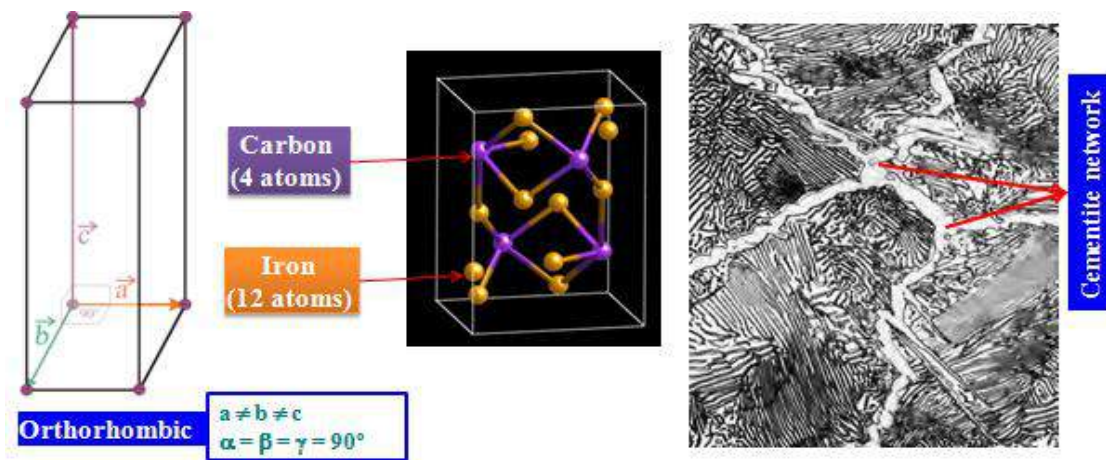 c
a
90°
b
Orthorhombic
a ≠ b ≠ c
α = β = γ = 90°
Carbon
(4 atoms)
Iron
(12 atoms)
Cementite network